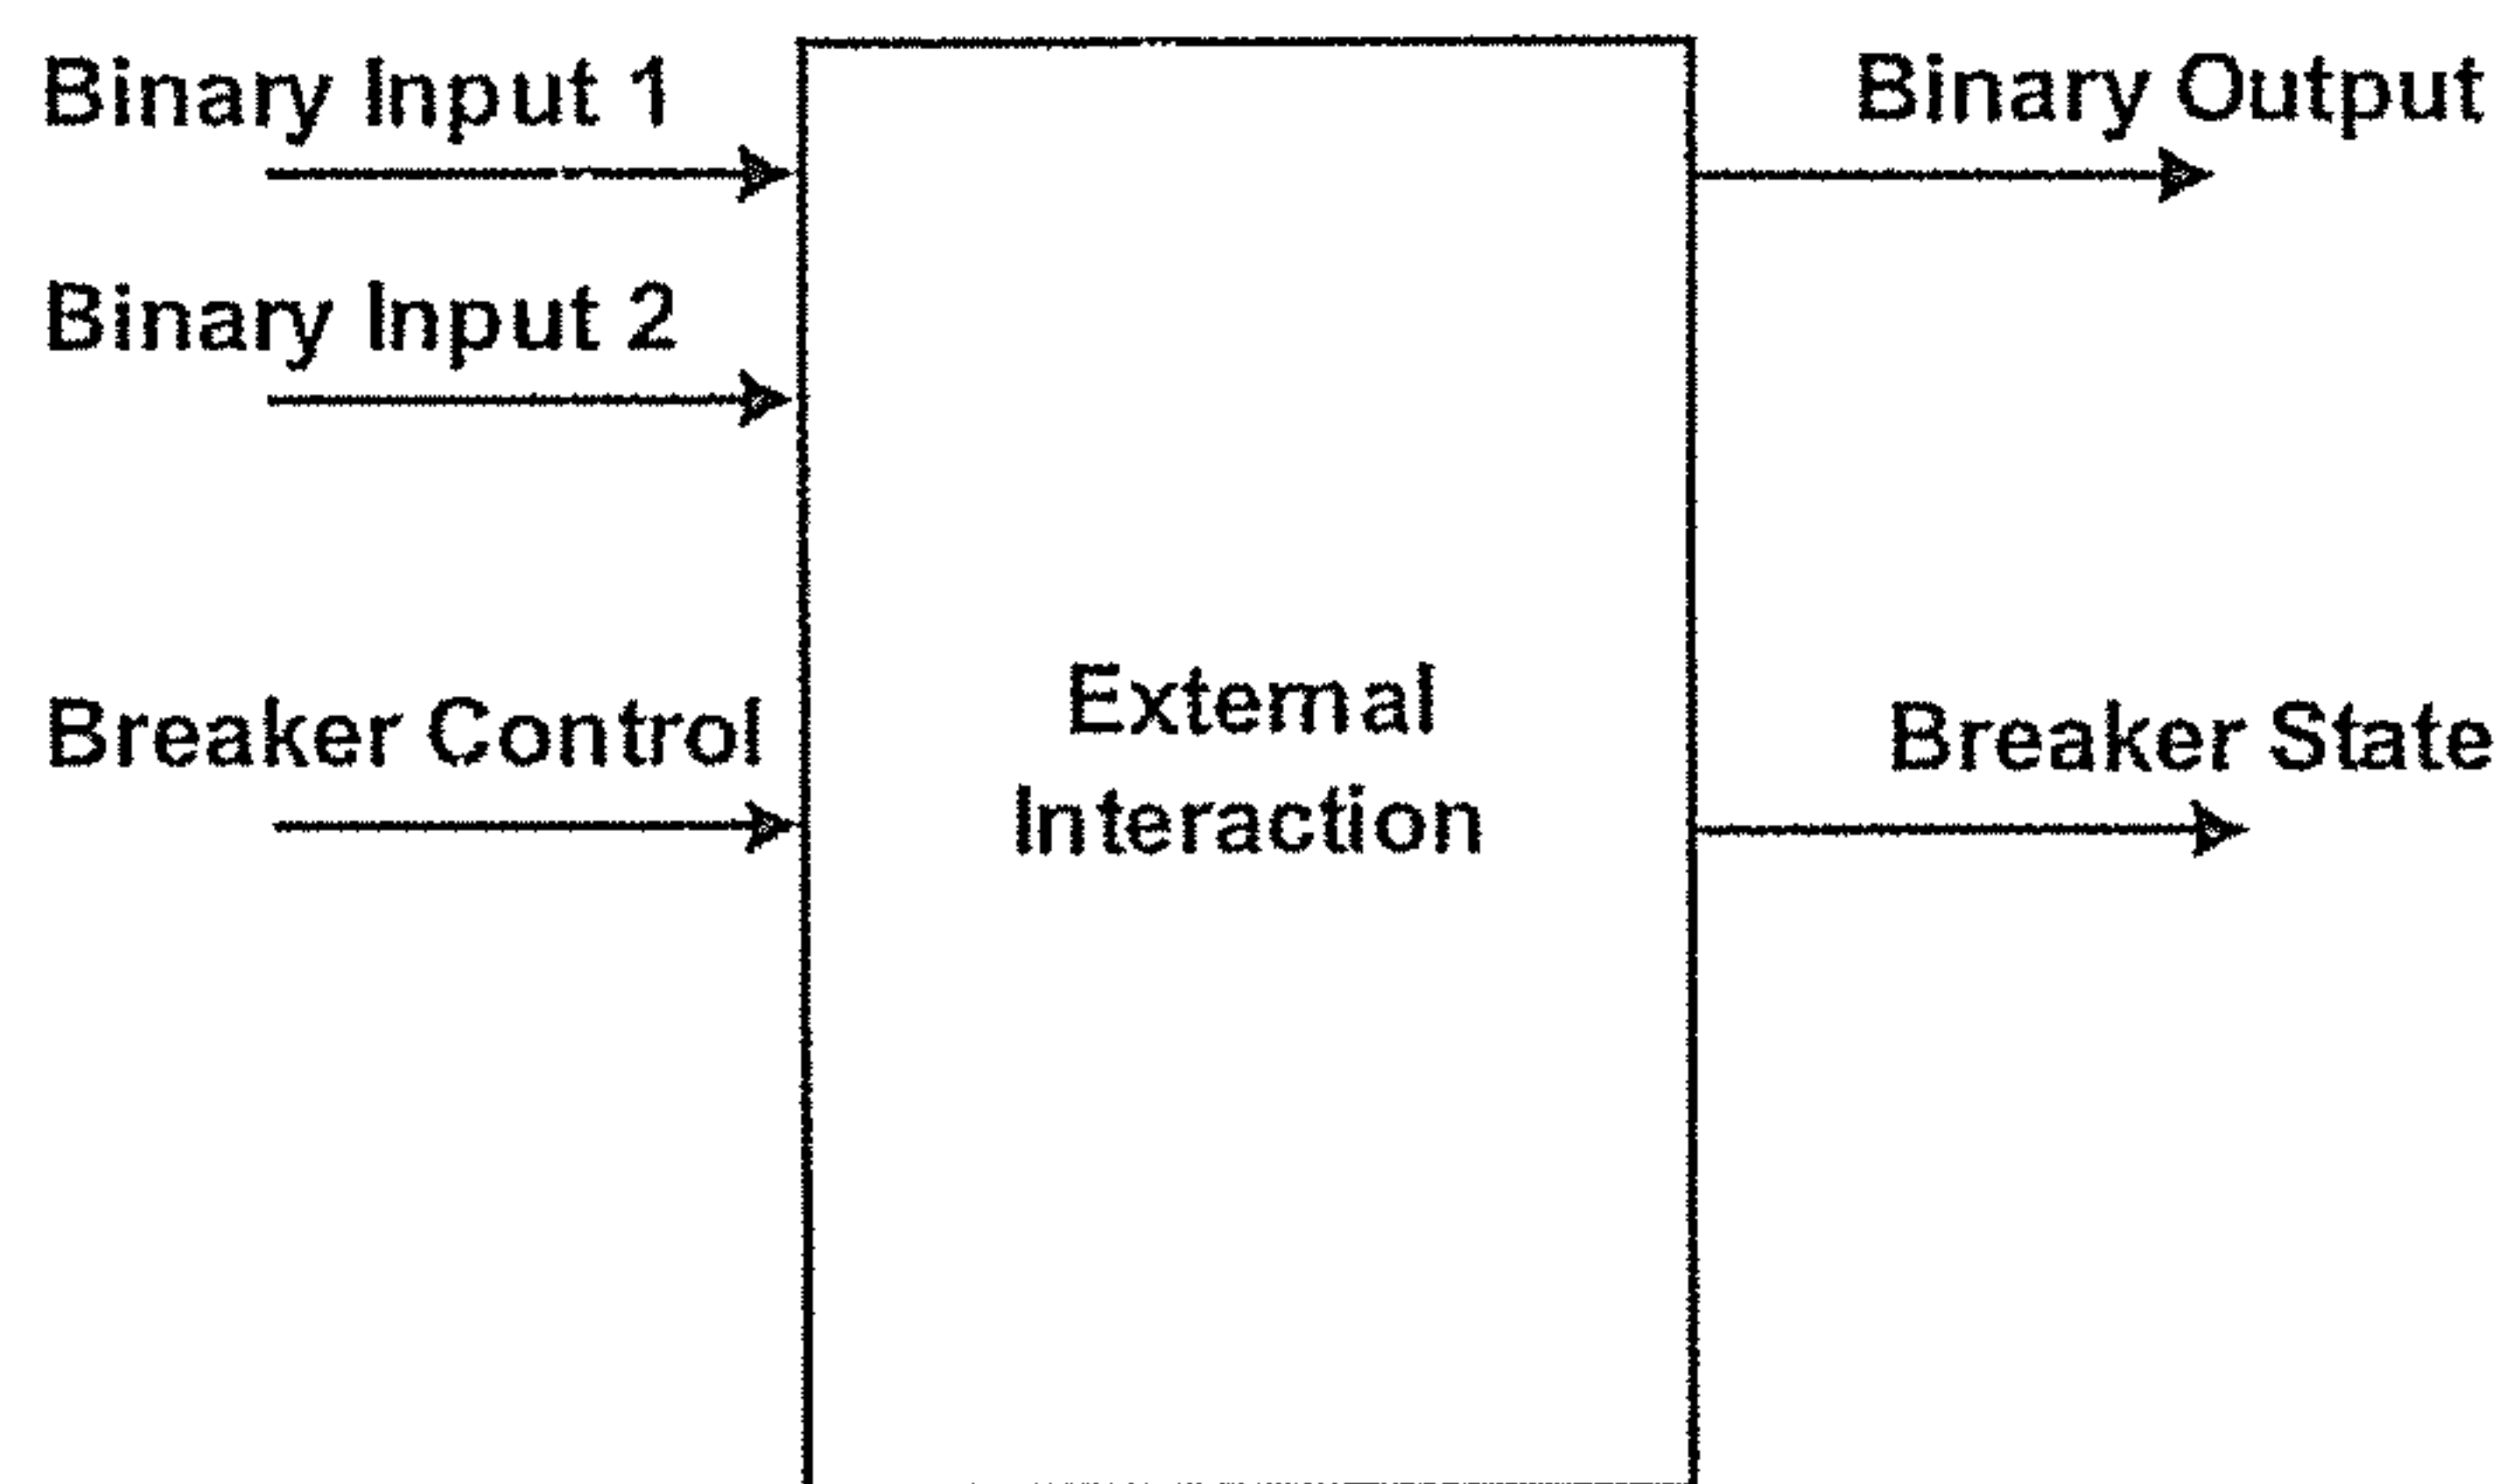 Binary Input 1
Binary Output
Binary Input 2
Breaker Control
External
Interaction
Breaker State